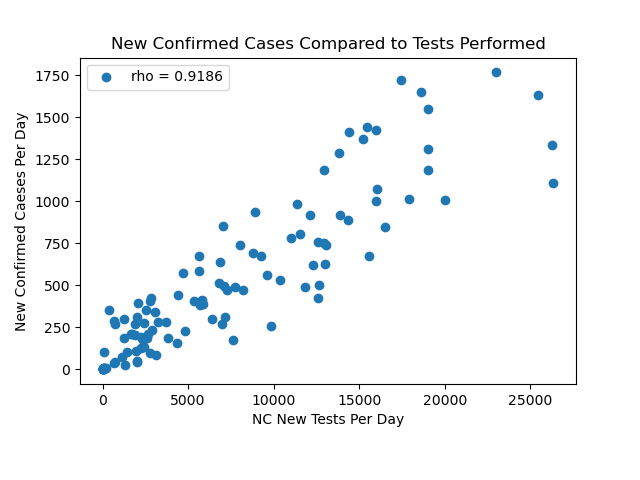 New Confirmed Cases Compared to Tests Performed
rho = 0.9186
1750
1500
1250
1000
750
500
250
0
New Confirmed Caeses Per Day
0 5000 10000 15000 20000 25000
NC New Tests Per Day